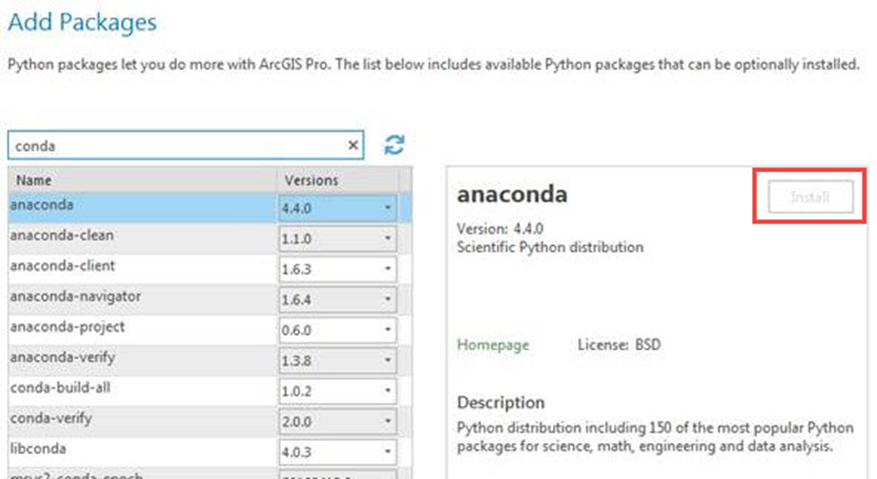 Add Packages
Python packages let you do more with ArcGIS Pro. The list below includes available Python packages that can be optionally installed.
conda
Name Versions
anaconda 4.4.0
anaconda-clean 1.1.0
anaconda-client 1.6.3
anaconda-navigator 1.6.4
anaconda-project 0.6.0
anaconda-verify 1.3.8
conda-build-all 1.0.2
conda-verify 2.0.0
libconda 4.0.3
anaconda
Install
Version: 4.4.0
Scientific Python distribution
Homepage License: BSD
Description
Python distribution including 150 of the most popular Python
packages for science, math, engineering and data analysis.